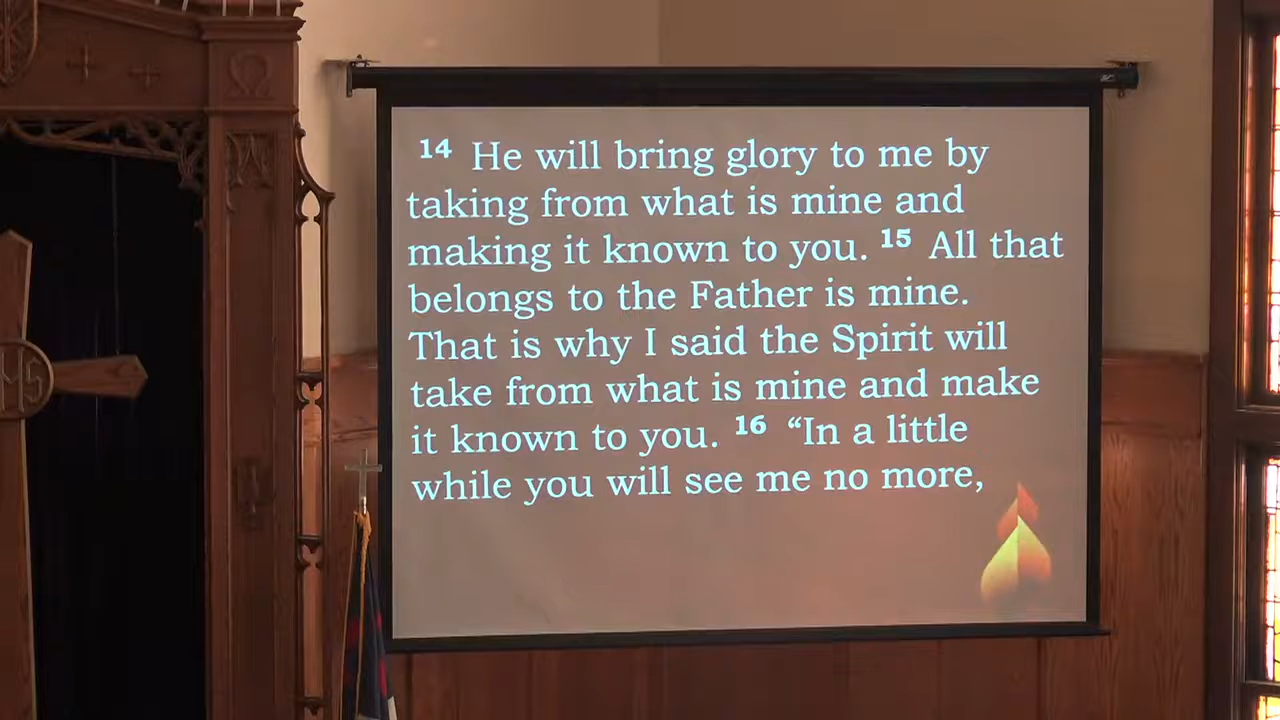 14 He will bring glory to me by
taking from what is mine and
making it known to you. 15 All that
belongs to the Father is mine.
That is why I said the Spirit will
take from what is mine and make
it known to you. 16 “In a little
while you will see me no more,
IHS
Ω